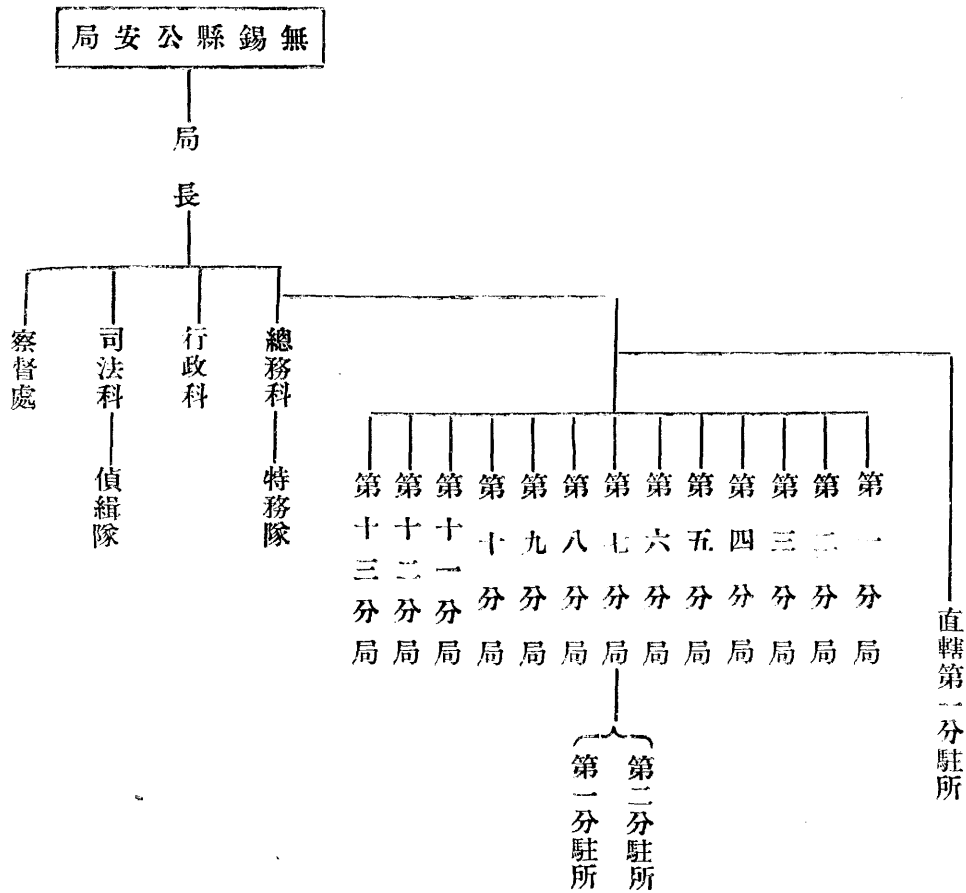 無錫縣公安局
局長
總務科
特務隊
行政科
司法科
偵緝隊
察督處
直轄第一分駐所
第一分局
第二分局
第三分局
第四分局
第五分局
第六分局
第七分局
第八分局
第九分局
第十分局
第十一分局
第十二分局
第十三分局
第二分駐所
第一分駐所